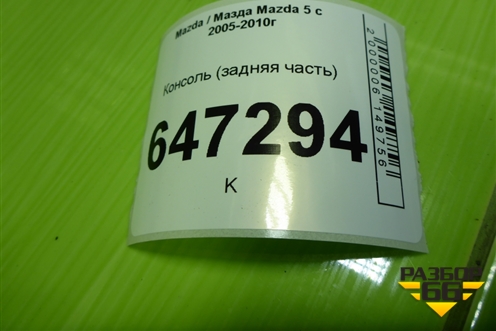 Mazda / Мазда Mazda 5 с
2005-2010г
Консоль (задняя часть)
647294
К
2000006149756
РАЗБОР
66